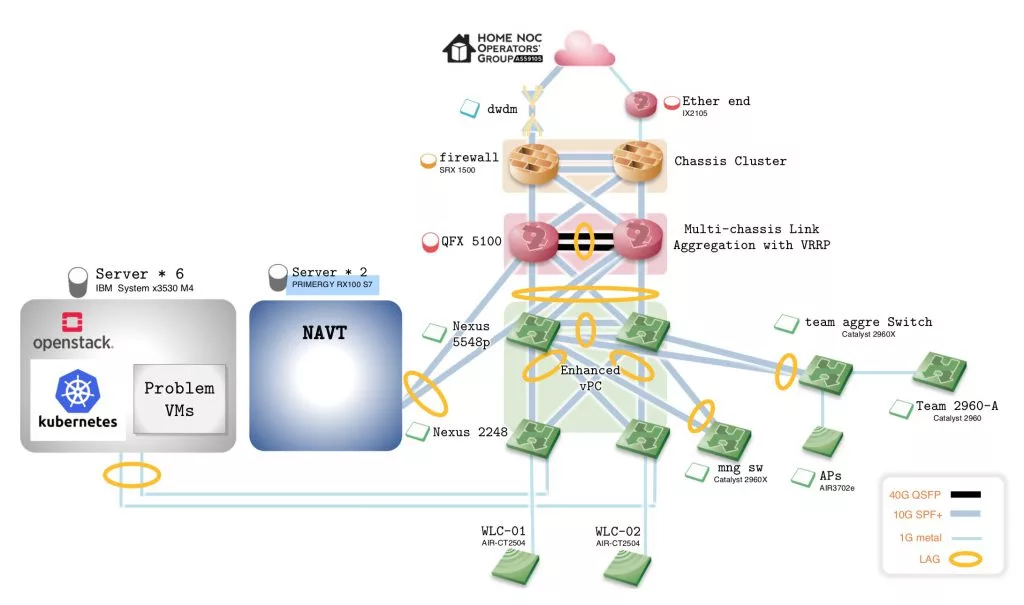 HOME NOC
OPERATORS'
GROUP AS59105
dwdm
Ether end
IX2105
firewall
SRX 1500
Chassis Cluster
QFX 5100
Multi-chassis Link
Aggregation with VRRP
Server * 6
IBM System x3530 M4
Server * 2
PRIMERGY RX100 S7
openstack.
kubernetes
Problem
VMs
NAVT
Nexus
5548p
Enhanced
vPC
team aggre Switch
Catalyst 2960X
Team 2960-A
Catalyst 2960
Nexus 2248
mng sw
Catalyst 2960X
APs
AIR3702e
WLC-01
AIR-CT2504
WLC-02
AIR-CT2504
40G QSFP
10G SPF+
1G metal
LAG